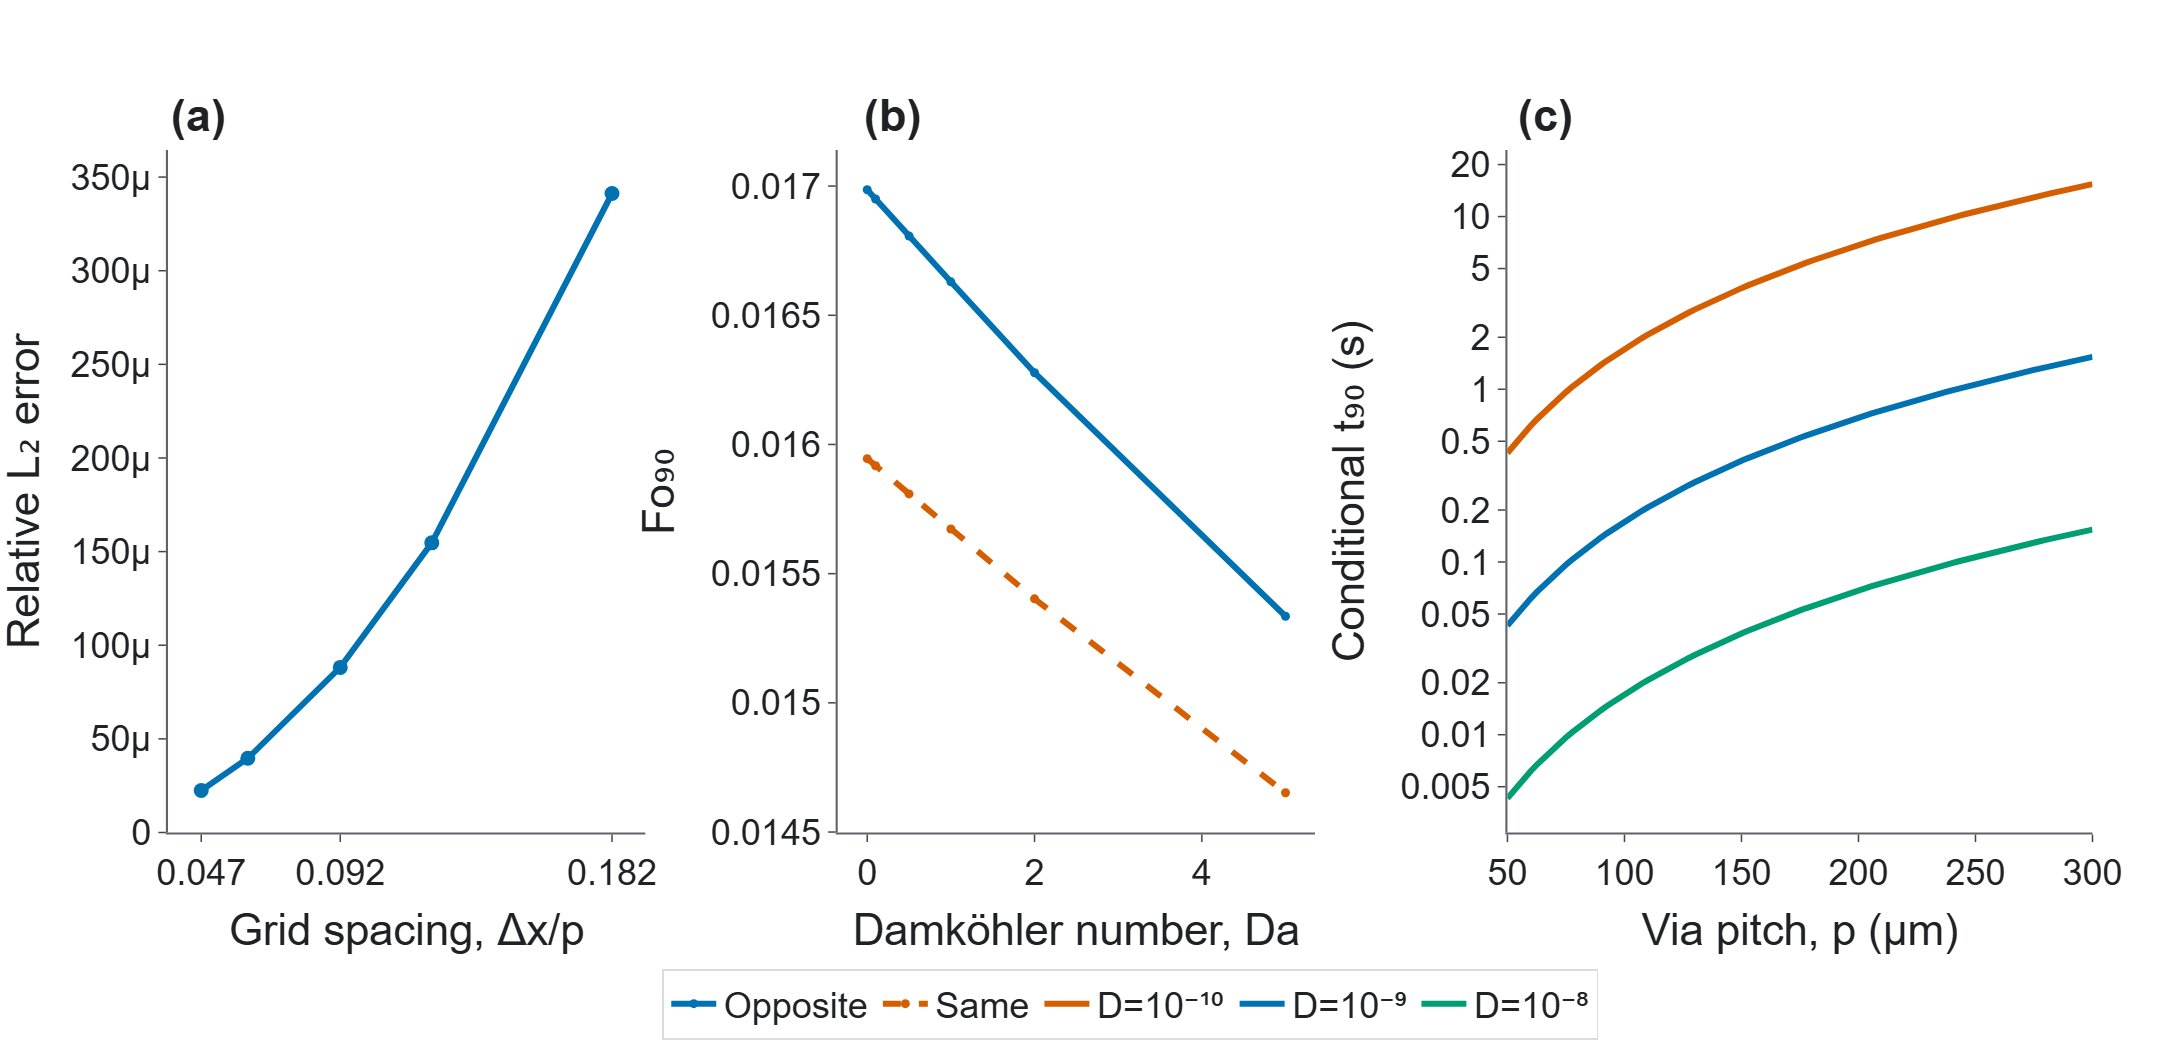 (a)
350µ
300µ
250µ
200µ
150µ
100µ
50µ
0
0.047 0.092 0.182
Grid spacing, Δx/p
Relative L₂ error
(b)
0.017
0.0165
0.016
0.0155
0.015
0.0145
0 2 4
Damköhler number, Da
Fo₉₀
(c)
20
10
5
2
1
0.5
0.2
0.1
0.05
0.02
0.01
0.005
50 100 150 200 250 300
Via pitch, p (µm)
Conditional t₉₀ (s)
Opposite Same D=10⁻¹⁰ D=10⁻⁹ D=10⁻⁸